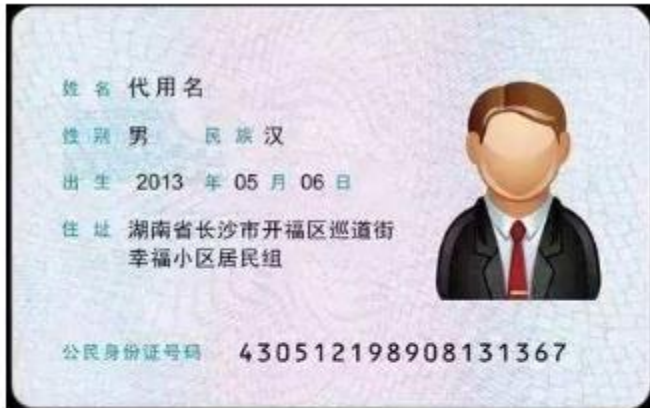 姓名 代用名
性别 男 民族 汉
出生 2013 年 05 月 06 日
住址 湖南省长沙市开福区巡道街
幸福小区居民组
公民身份证号码 430512198908131367